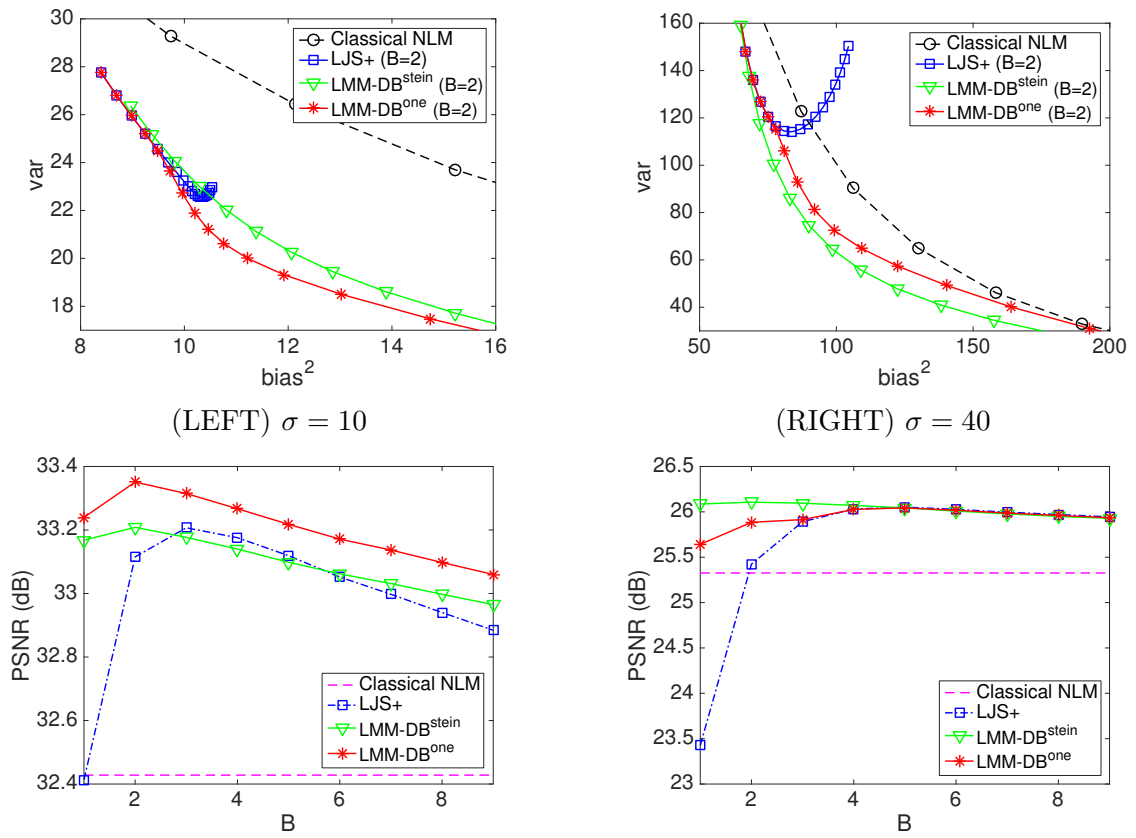 30
28
26
24
22
20
18
var
8
10
12
14
16
bias²
Classical NLM
LJS+ (B=2)
LMM-DB^stein (B=2)
LMM-DB^one (B=2)
160
140
120
100
80
60
40
var
50
100
150
200
bias²
Classical NLM
LJS+ (B=2)
LMM-DB^stein (B=2)
LMM-DB^one (B=2)
(LEFT) σ = 10
(RIGHT) σ = 40
33.4
33.2
33
32.8
32.6
32.4
PSNR (dB)
2
4
6
8
B
Classical NLM
LJS+
LMM-DB^stein
LMM-DB^one
26.5
26
25.5
25
24.5
24
23.5
23
PSNR (dB)
2
4
6
8
B
Classical NLM
LJS+
LMM-DB^stein
LMM-DB^one